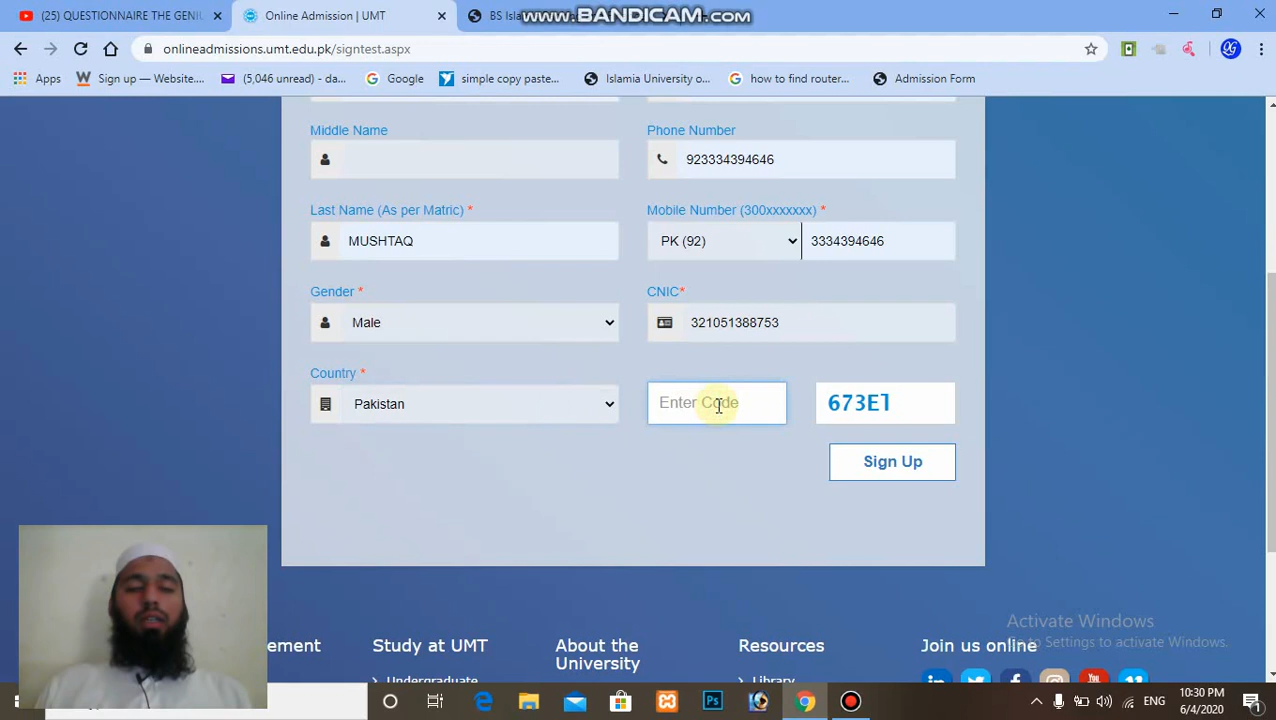 (25) QUESTIONNAIRE THE GENIU
Online Admission | UMT
BS Isl
www.BANDICAM.com
onlineadmissions.umt.edu.pk/signtest.aspx
Apps
Sign up — Website....
(5,046 unread) - da...
Google
simple copy paste...
Islamia University o...
how to find router...
Admission Form
Middle Name
Phone Number
923334394646
Last Name (As per Matric) *
Mobile Number (300xxxxxxx) *
MUSHTAQ
PK (92)
3334394646
Gender *
CNIC*
Male
321051388753
Country *
Pakistan
Enter Code
673E1
Sign Up
Activate Windows
Go to Settings to activate Windows.
ement
Study at UMT
About the
University
Resources
Join us online
Undergraduate
Library
ENG
10:30 PM
6/4/2020